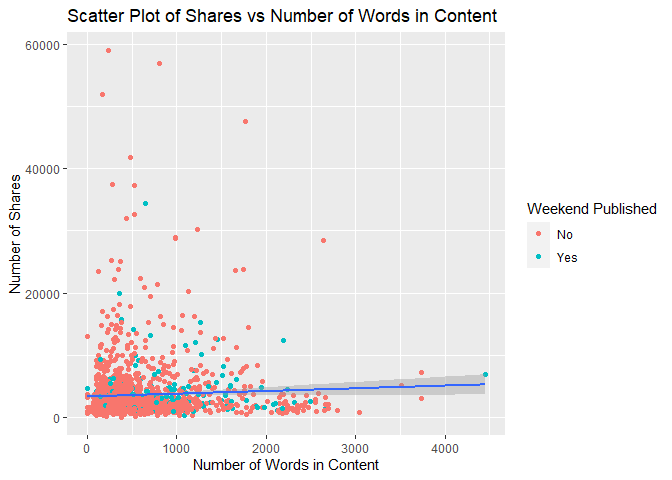 Scatter Plot of Shares vs Number of Words in Content
60000
40000
20000
0
Number of Shares
0 1000 2000 3000 4000
Number of Words in Content
Weekend Published
No
Yes